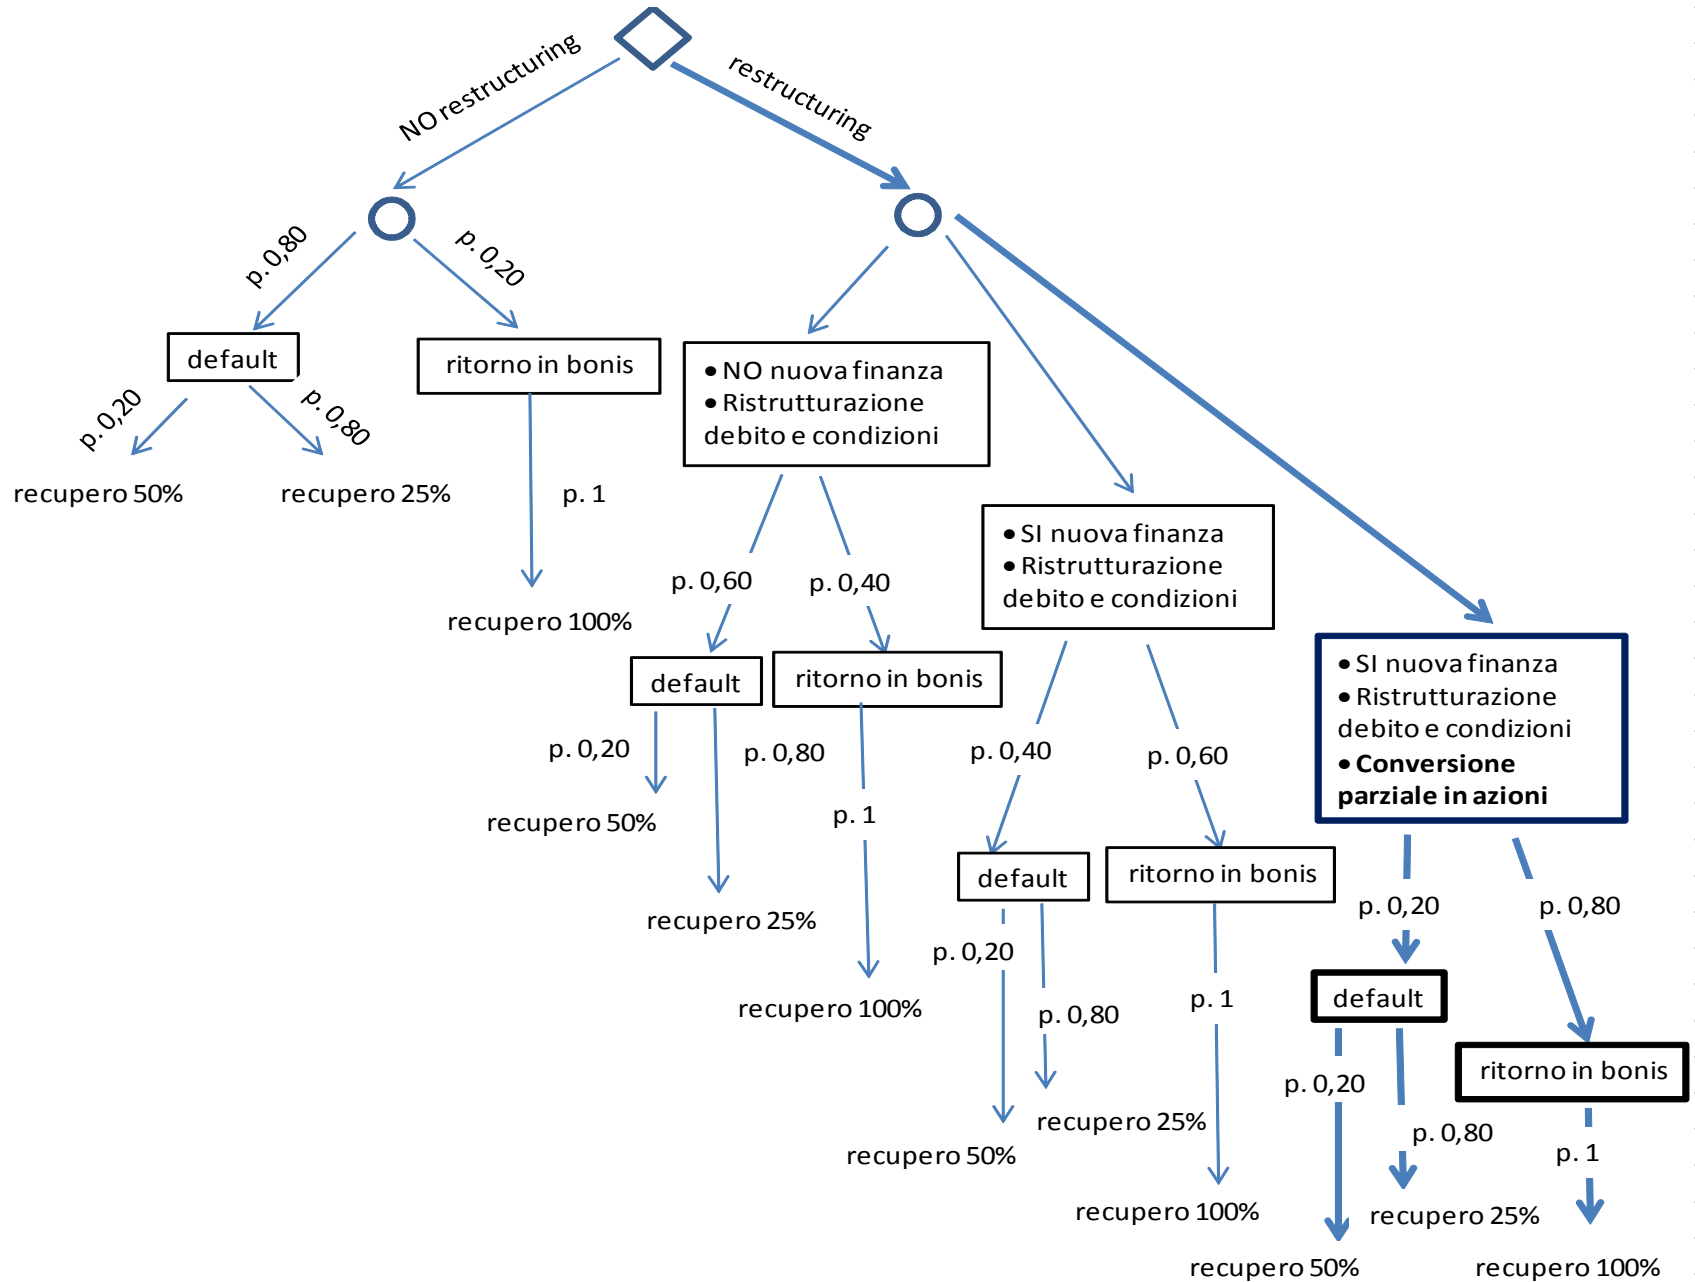 NO restructuring
restructuring
p. 0,80
p. 0,20
default
ritorno in bonis
p. 0,20
p. 0,80
recupero 50%
recupero 25%
p. 1
recupero 100%
• NO nuova finanza
• Ristrutturazione
debito e condizioni
p. 0,60
p. 0,40
default
ritorno in bonis
p. 0,20
p. 0,80
p. 1
recupero 50%
recupero 25%
recupero 100%
• SI nuova finanza
• Ristrutturazione
debito e condizioni
p. 0,40
p. 0,60
default
ritorno in bonis
p. 0,20
p. 0,80
p. 1
recupero 25%
recupero 50%
recupero 100%
• SI nuova finanza
• Ristrutturazione
debito e condizioni
• Conversione
parziale in azioni
p. 0,20
p. 0,80
default
ritorno in bonis
p. 0,20
p. 0,80
p. 1
recupero 25%
recupero 50%
recupero 100%